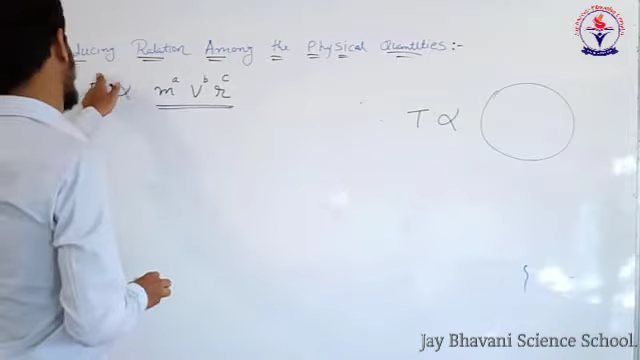 ducing Relation Among the Physical Quantities :-
∝ mᵃ Vᵇ rᶜ
T ∝
Jay Bhavani Science School.